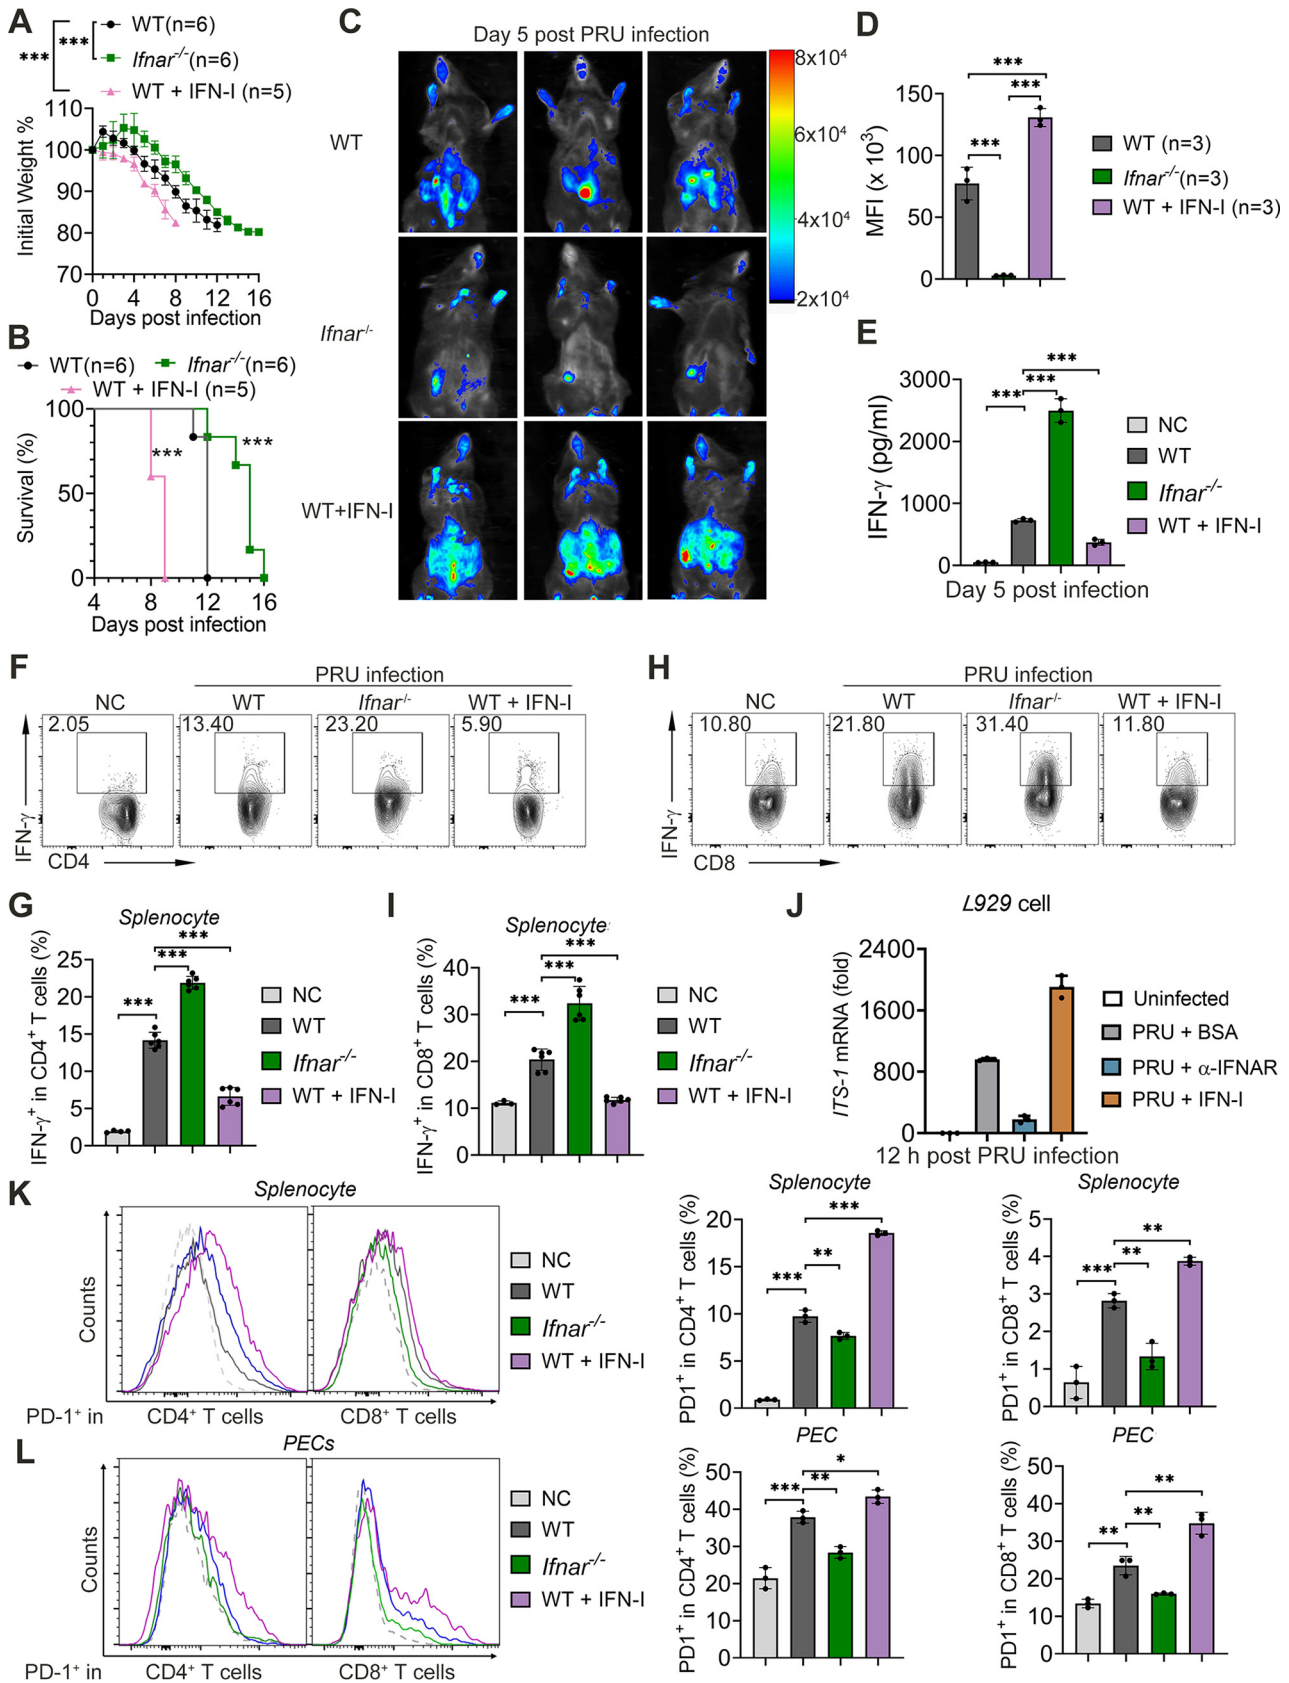 A
WT(n=6)
Ifnar-/-(n=6)
WT + IFN-I (n=5)
***
***
Initial Weight %
110
100
90
80
70
0 4 8 12 16
Days post infection
B
WT(n=6) Ifnar-/-(n=6)
WT + IFN-I (n=5)
Survival (%)
100
50
0
***
***
4 8 12 16
Days post infection
C
Day 5 post PRU infection
WT
Ifnar-/-
WT+IFN-I
8x10⁴
6x10⁴
4x10⁴
2x10⁴
D
MFI (x 10³)
150
100
50
0
***
***
***
WT (n=3)
Ifnar-/-(n=3)
WT + IFN-I (n=3)
E
IFN-γ (pg/ml)
3000
2000
1000
0
***
***
***
NC
WT
Ifnar-/-
WT + IFN-I
Day 5 post infection
F
PRU infection
NC WT Ifnar-/- WT + IFN-I
2.05 13.40 23.20 5.90
IFN-γ
CD4
H
PRU infection
NC WT Ifnar-/- WT + IFN-I
10.80 21.80 31.40 11.80
IFN-γ
CD8
G
Splenocyte
IFN-γ⁺ in CD4⁺ T cells (%)
25
20
15
10
5
0
***
***
***
NC
WT
Ifnar-/-
WT + IFN-I
I
Splenocyte
IFN-γ⁺ in CD8⁺ T cells (%)
40
30
20
10
0
***
***
***
NC
WT
Ifnar-/-
WT + IFN-I
J
L929 cell
ITS-1 mRNA (fold)
2400
1600
800
0
Uninfected
PRU + BSA
PRU + α-IFNAR
PRU + IFN-I
12 h post PRU infection
K
Splenocyte
Counts
PD-1⁺ in CD4⁺ T cells CD8⁺ T cells
NC
WT
Ifnar-/-
WT + IFN-I
Splenocyte
PD1⁺ in CD4⁺ T cells (%)
20
15
10
5
0
***
**
***
Splenocyte
PD1⁺ in CD8⁺ T cells (%)
5
4
3
2
1
0
***
**
**
L
PECs
Counts
PD-1⁺ in CD4⁺ T cells CD8⁺ T cells
NC
WT
Ifnar-/-
WT + IFN-I
PEC
PD1⁺ in CD4⁺ T cells (%)
50
40
30
20
10
0
***
**
*
PEC
PD1⁺ in CD8⁺ T cells (%)
50
40
30
20
10
0
**
**
**